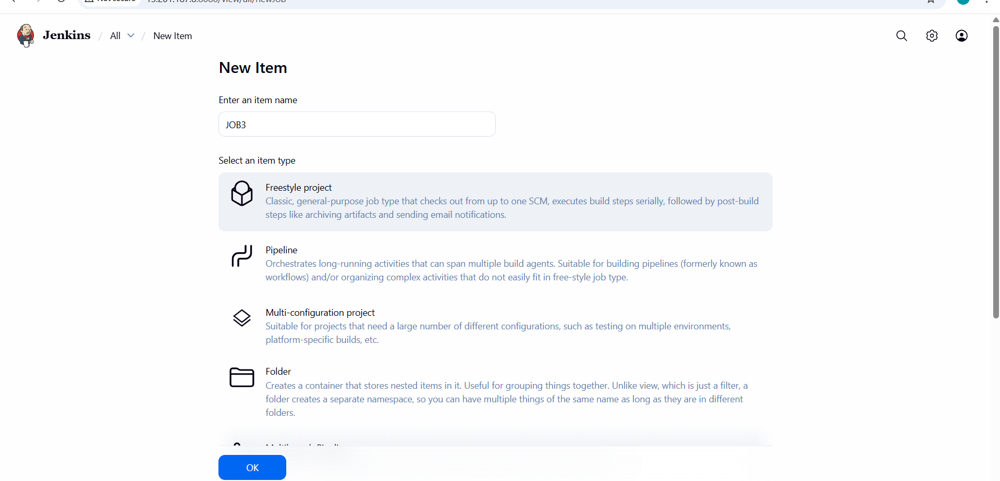 Not secure
Jenkins / All / New Item
New Item
Enter an item name
JOB3
Select an item type
Freestyle project
Classic, general-purpose job type that checks out from up to one SCM, executes build steps serially, followed by post-build
steps like archiving artifacts and sending email notifications.
Pipeline
Orchestrates long-running activities that can span multiple build agents. Suitable for building pipelines (formerly known as
workflows) and/or organizing complex activities that do not easily fit in free-style job type.
Multi-configuration project
Suitable for projects that need a large number of different configurations, such as testing on multiple environments,
platform-specific builds, etc.
Folder
Creates a container that stores nested items in it. Useful for grouping things together. Unlike view, which is just a filter, a
folder creates a separate namespace, so you can have multiple things of the same name as long as they are in different
folders.
OK